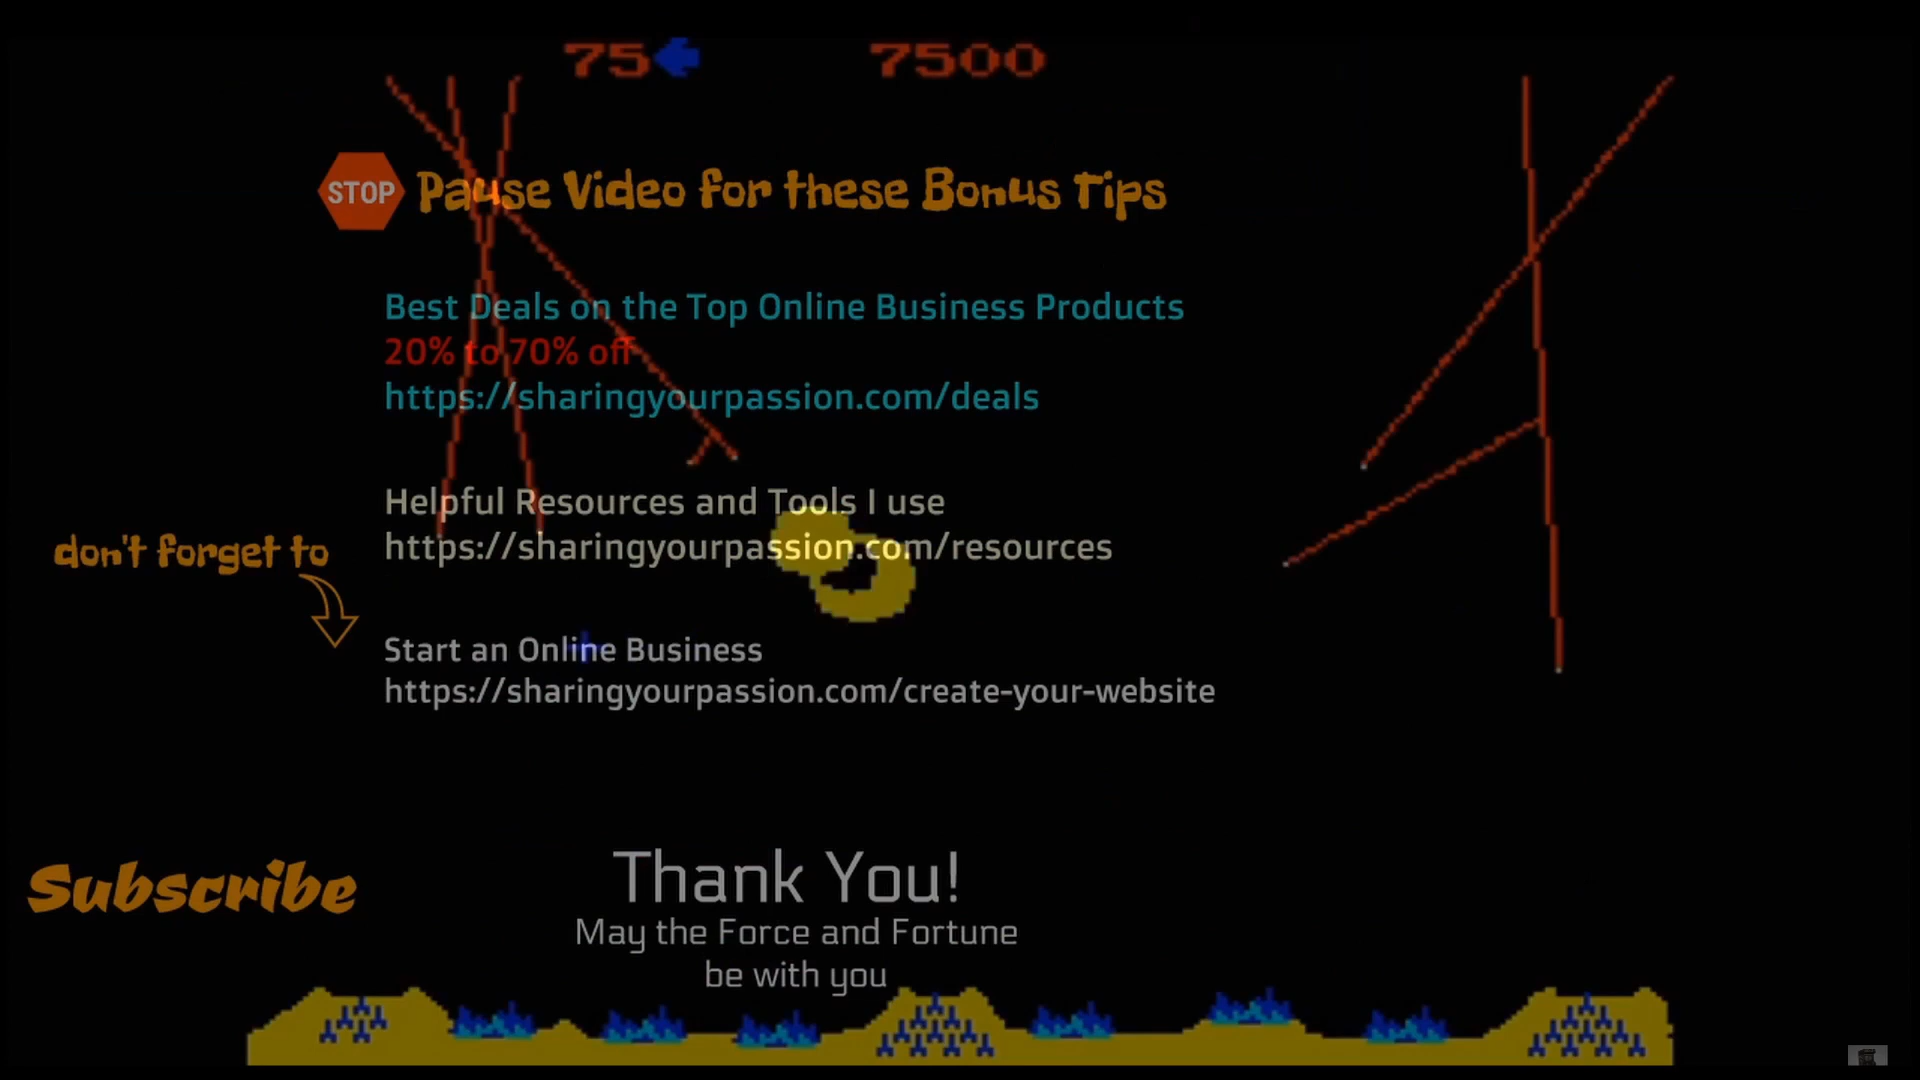 75 7500
STOP Pause Video for these Bonus Tips
Best Deals on the Top Online Business Products
20% to 70% off
https://sharingyourpassion.com/deals
Helpful Resources and Tools I use
https://sharingyourpassion.com/resources
don't forget to
Start an Online Business
https://sharingyourpassion.com/create-your-website
Subscribe
Thank You!
May the Force and Fortune
be with you